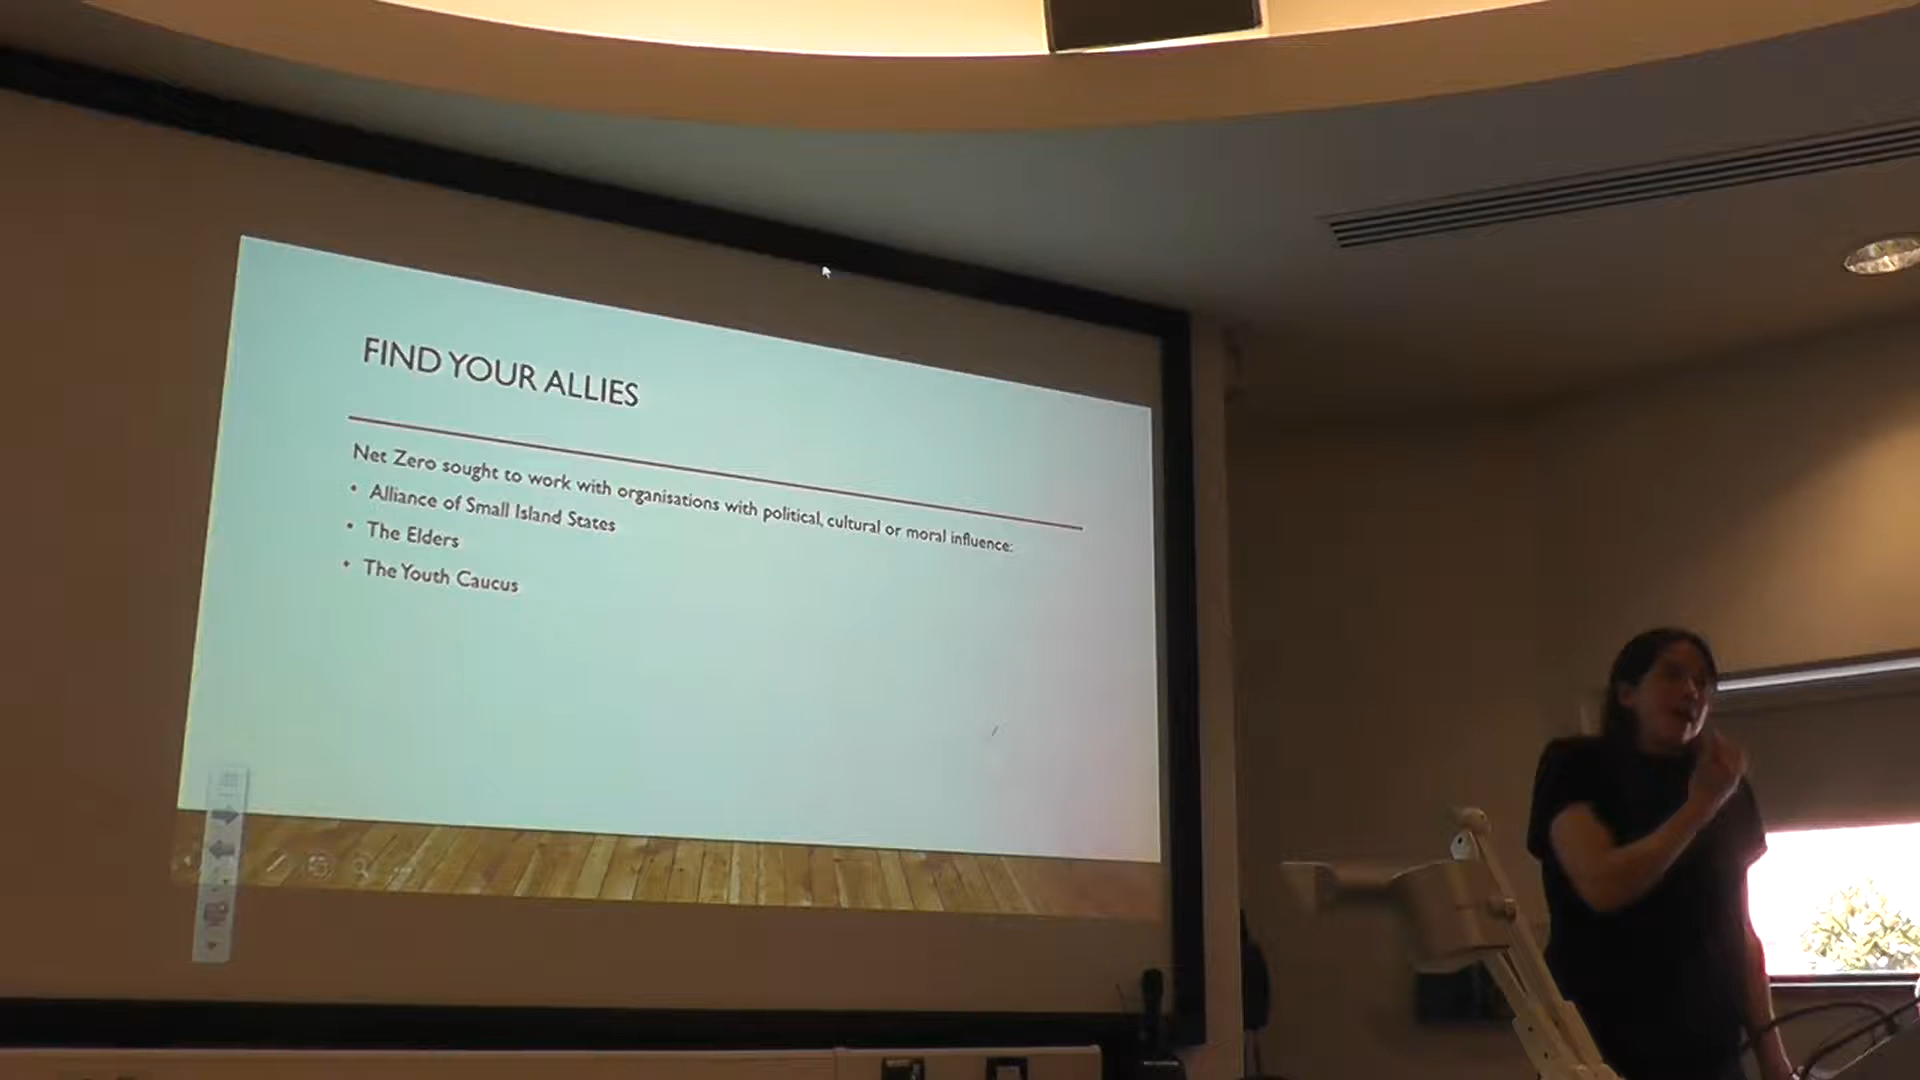 FIND YOUR ALLIES
Net Zero sought to work with organisations with political, cultural or moral influence:
• Alliance of Small Island States
• The Elders
• The Youth Caucus